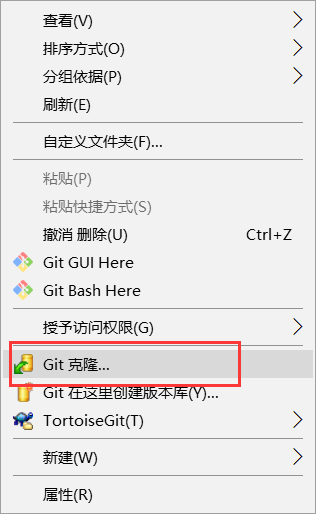 查看(V)
排序方式(O)
分组依据(P)
刷新(E)
自定义文件夹(F)...
粘贴(P)
粘贴快捷方式(S)
撤消 删除(U) Ctrl+Z
Git GUI Here
Git Bash Here
授予访问权限(G)
Git 克隆...
Git 在这里创建版本库(Y)...
TortoiseGit(T)
新建(W)
属性(R)